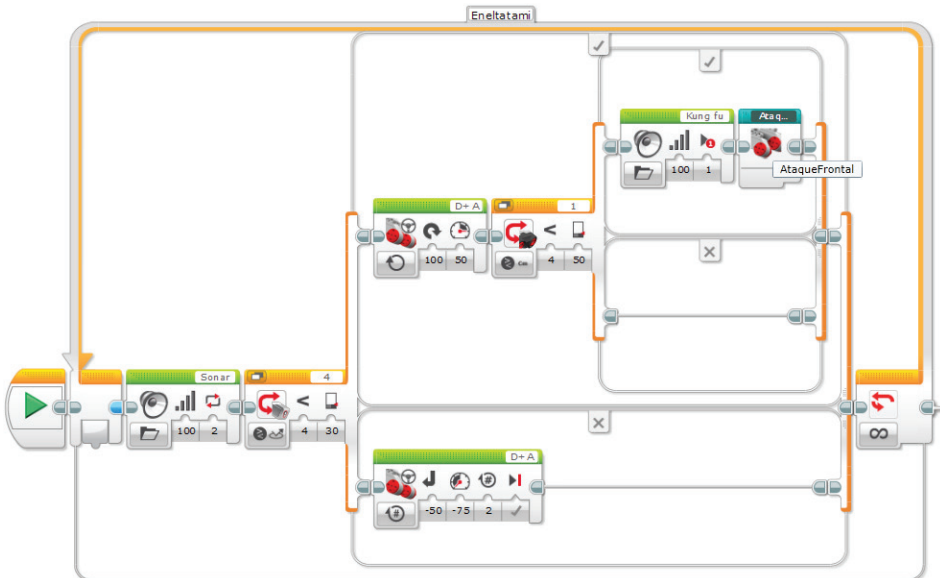 Eneltatami
Kung fu
Ataq...
100 1
AtaqueFrontal
D+A
1
100 50
cm
4 50
Sonar
4
100 2
4 30
D+A
-50 -75 2